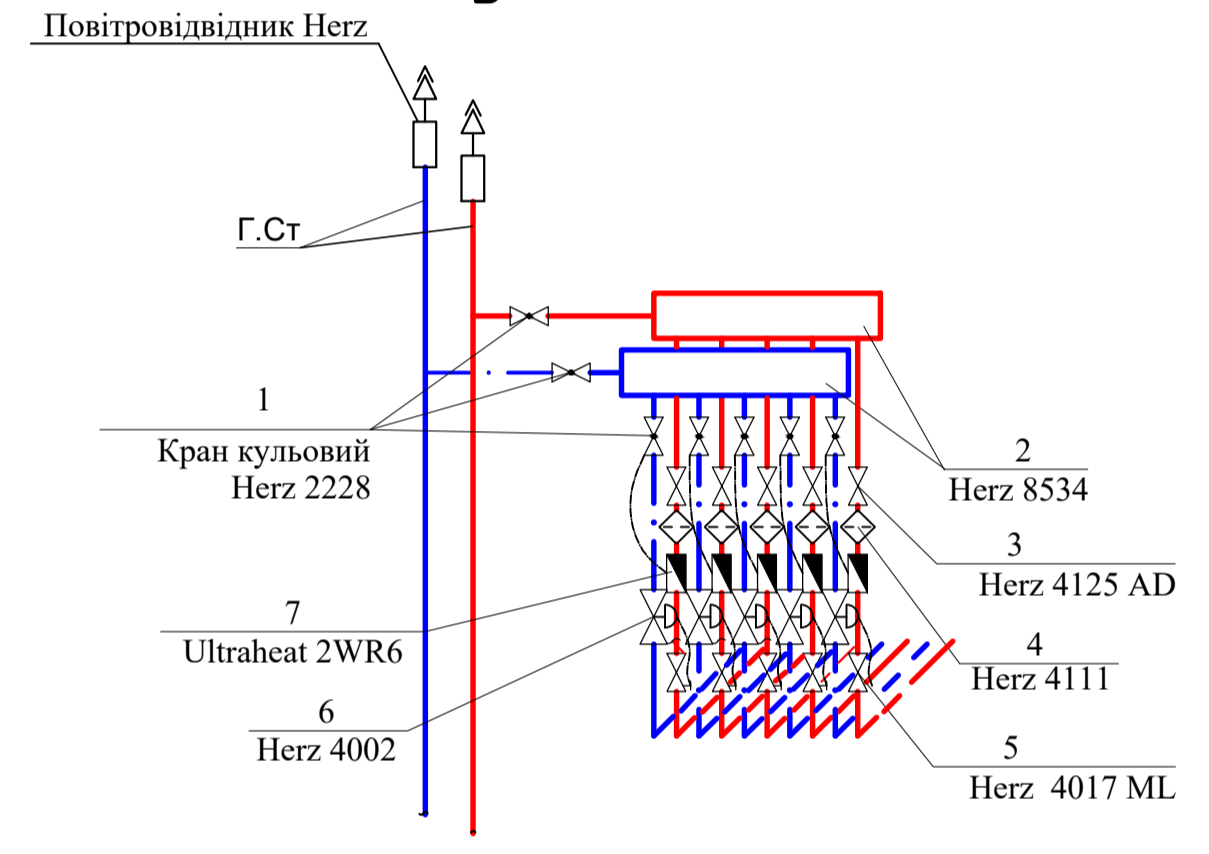 Повітровідвідник Herz
Г.Ст
1
Кран кульовий
Herz 2228
2
Herz 8534
3
Herz 4125 AD
7
Ultraheat 2WR6
4
Herz 4111
6
Herz 4002
5
Herz 4017 ML